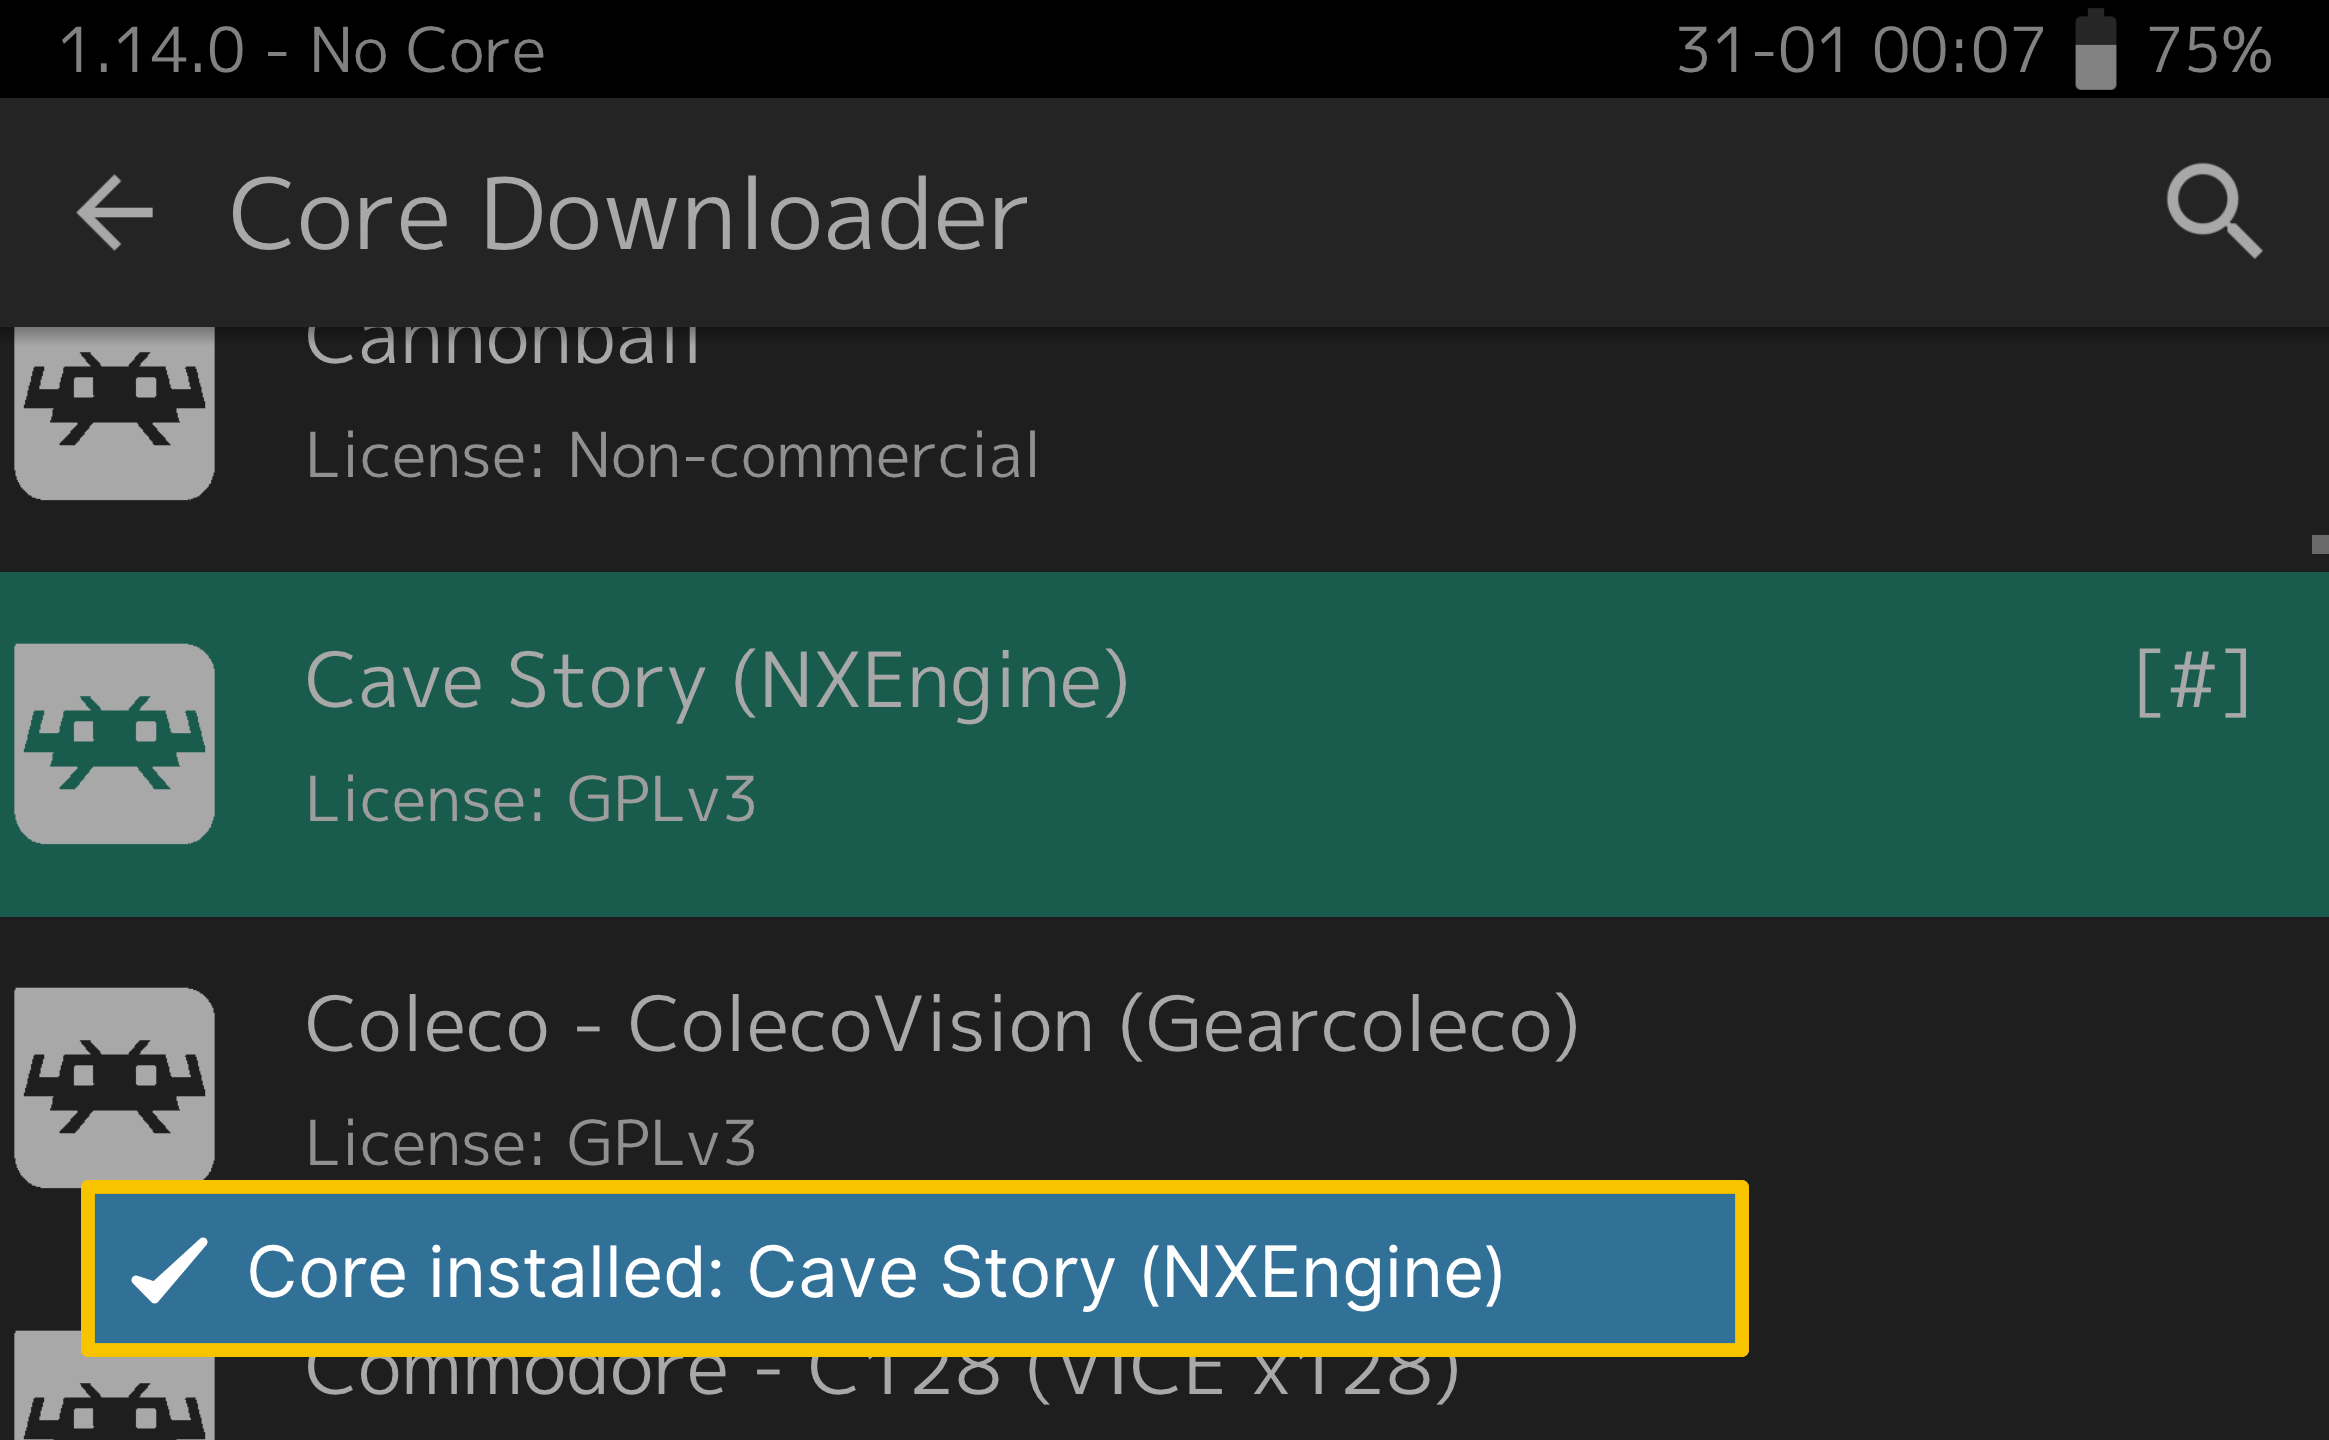 1.14.0 - No Core
31-01 00:07 75%
Core Downloader
Cannonball
License: Non-commercial
Cave Story (NXEngine) [#]
License: GPLv3
Coleco - ColecoVision (Gearcoleco)
License: GPLv3
Core installed: Cave Story (NXEngine)
Commodore - C128 (VICE x128)